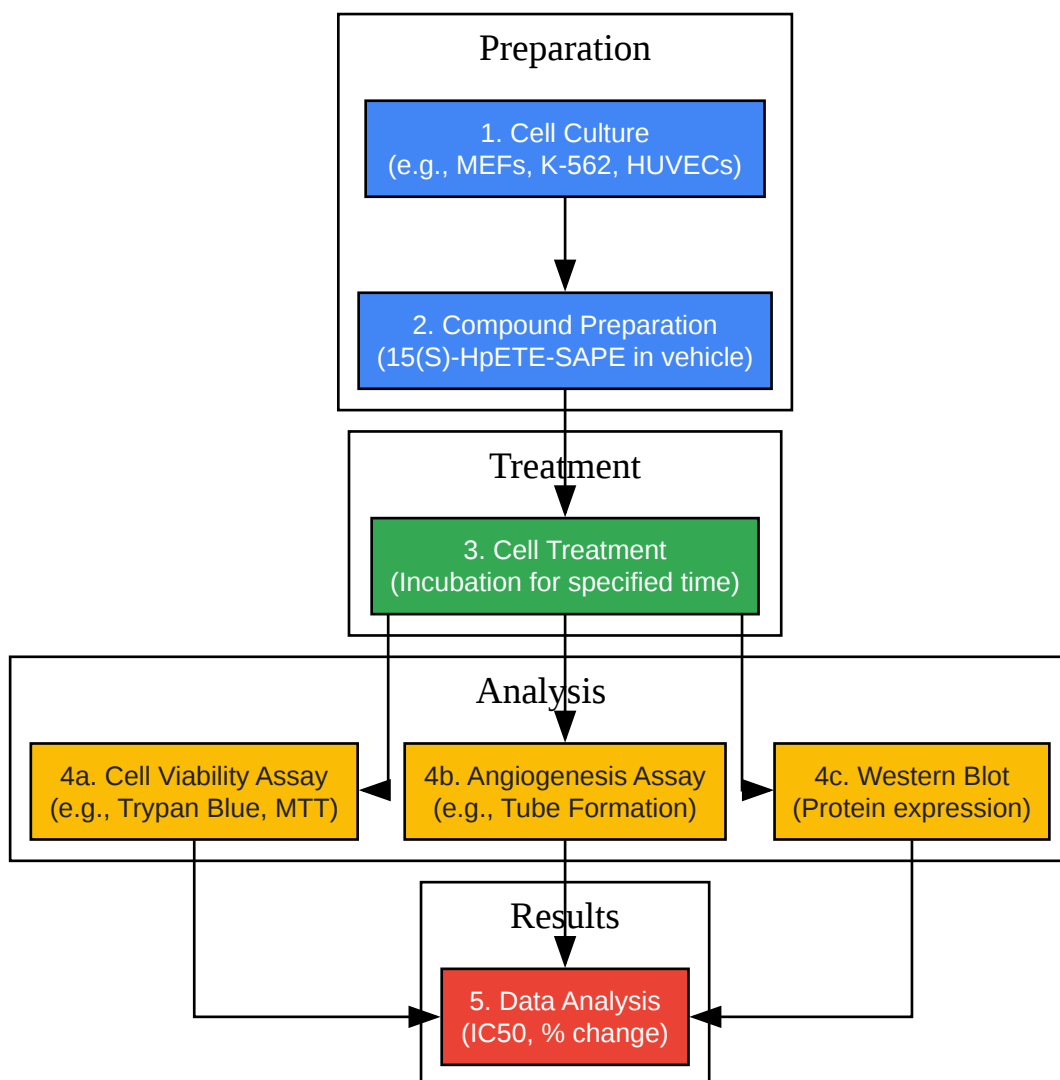 Preparation
1. Cell Culture
(e.g., MEFs, K-562, HUVECs)
2. Compound Preparation
(15(S)-HpETE-SAPE in vehicle)
Treatment
3. Cell Treatment
(Incubation for specified time)
Analysis
4a. Cell Viability Assay
(e.g., Trypan Blue, MTT)
4b. Angiogenesis Assay
(e.g., Tube Formation)
4c. Western Blot
(Protein expression)
Results
5. Data Analysis
(IC50, % change)